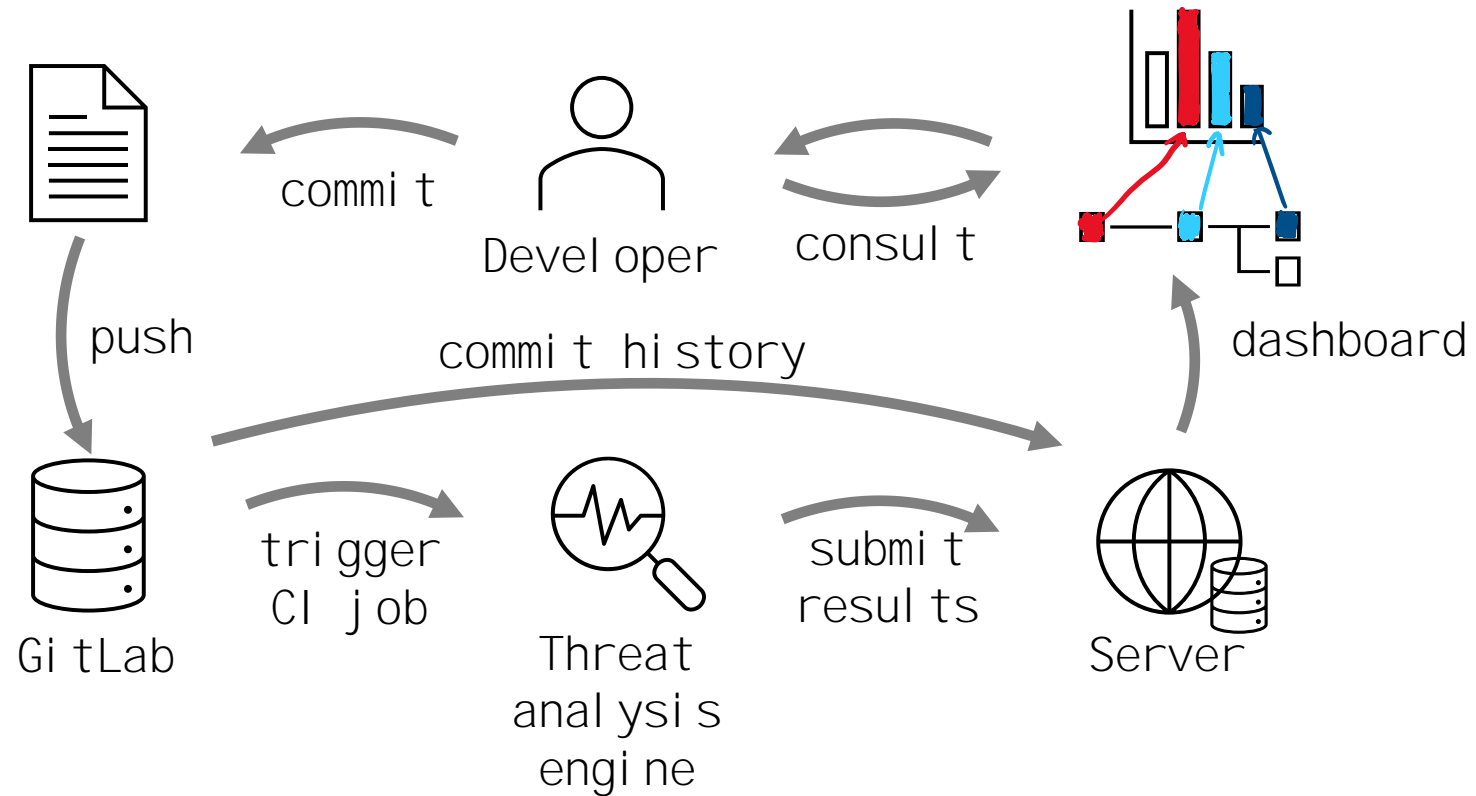 commit
Developer
consult
push
commit history
dashboard
trigger
CI job
submit
results
GitLab
Threat
analysis
engine
Server